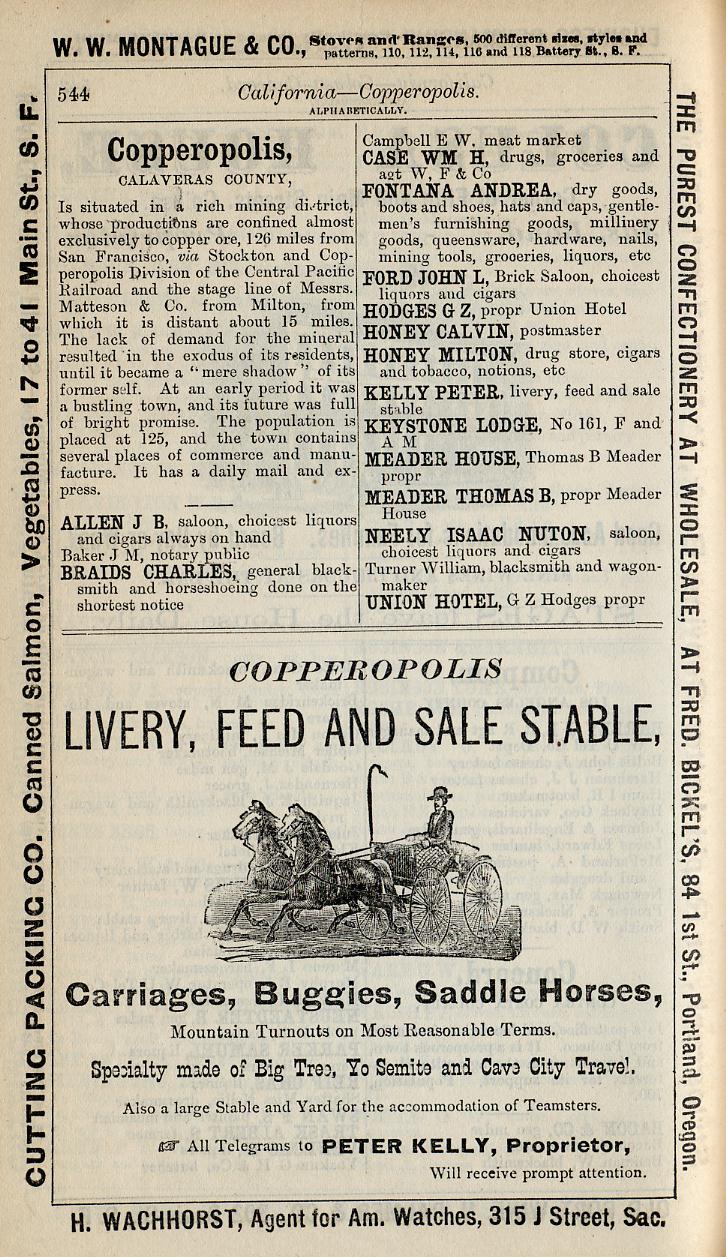 W. W. MONTAGUE & CO., Stoves and Ranges, 500 different sizes, styles and
patterns, 110, 112, 114, 116 and 118 Battery St., S. F.
544 California—Copperopolis.
ALPHABETICALLY.
Copperopolis,
CALAVERAS COUNTY,
Is situated in a rich mining district,
whose productions are confined almost
exclusively to copper ore, 126 miles from
San Francisco, via Stockton and Cop-
peropolis Division of the Central Pacific
Railroad and the stage line of Messrs.
Matteson & Co. from Milton, from
which it is distant about 15 miles.
The lack of demand for the mineral
resulted in the exodus of its residents,
until it became a "mere shadow" of its
former self. At an early period it was
a bustling town, and its future was full
of bright promise. The population is
placed at 125, and the town contains
several places of commerce and manu-
facture. It has a daily mail and ex-
press.
ALLEN J B, saloon, choicest liquors
and cigars always on hand
Baker J M, notary public
BRAIDS CHARLES, general black-
smith and horseshoeing done on the
shortest notice
Campbell E W, meat market
CASE WM H, drugs, groceries and
agt W, F & Co
FONTANA ANDREA, dry goods,
boots and shoes, hats and caps, gentle-
men's furnishing goods, millinery
goods, queensware, hardware, nails,
mining tools, groceries, liquors, etc
FORD JOHN L, Brick Saloon, choicest
liquors and cigars
HODGES G Z, propr Union Hotel
HONEY CALVIN, postmaster
HONEY MILTON, drug store, cigars
and tobacco, notions, etc
KELLY PETER, livery, feed and sale
stable
KEYSTONE LODGE, No 161, F and
A M
MEADER HOUSE, Thomas B Meader
propr
MEADER THOMAS B, propr Meader
House
NEELY ISAAC NUTON, saloon,
choicest liquors and cigars
Turner William, blacksmith and wagon-
maker
UNION HOTEL, G Z Hodges propr
COPPEROPOLIS
LIVERY, FEED AND SALE STABLE,
Carriages, Buggies, Saddle Horses,
Mountain Turnouts on Most Reasonable Terms.
Specialty made of Big Tree, Yo Semite and Cave City Travel.
Also a large Stable and Yard for the accommodation of Teamsters.
☞ All Telegrams to PETER KELLY, Proprietor,
Will receive prompt attention.
H. WACHHORST, Agent for Am. Watches, 315 J Street, Sac.
CUTTING PACKING CO. Canned Salmon, Vegetables, 17 to 41 Main St., S. F.
THE PUREST CONFECTIONERY AT WHOLESALE, AT FRED. BICKEL'S, 84 1st St., Portland, Oregon.